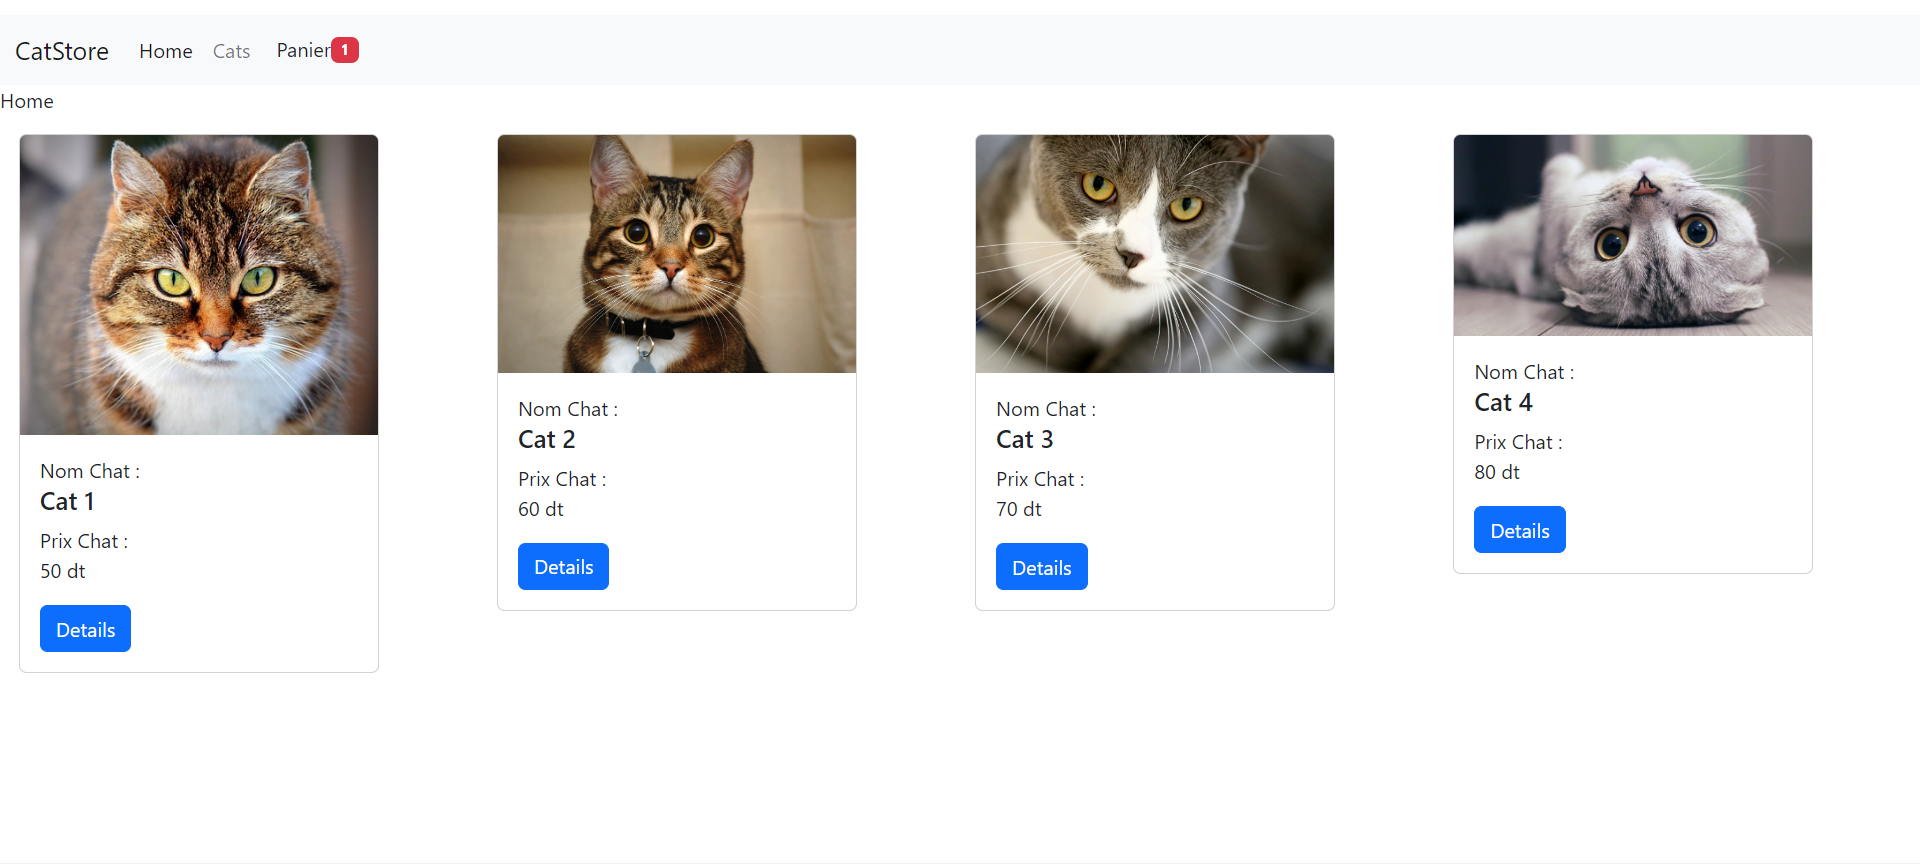 CatStore Home Cats Panier 1
Home
Nom Chat :
Cat 1
Prix Chat :
50 dt
Details
Nom Chat :
Cat 2
Prix Chat :
60 dt
Details
Nom Chat :
Cat 3
Prix Chat :
70 dt
Details
Nom Chat :
Cat 4
Prix Chat :
80 dt
Details